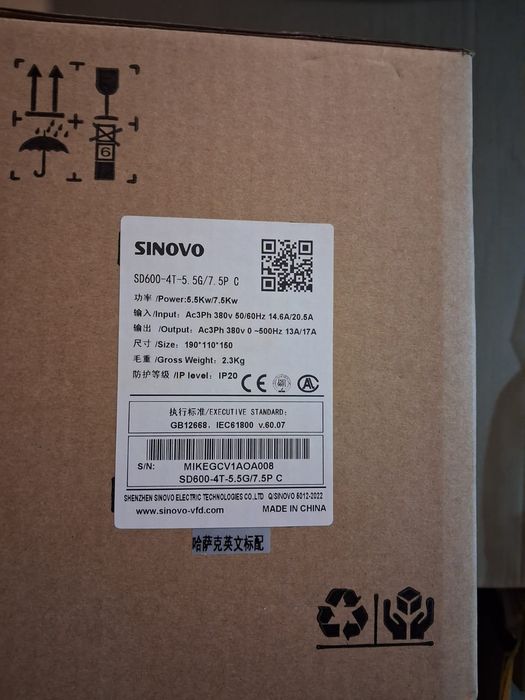 6
SINOVO
SD600-4T-5.5G/7.5P C
功率 /Power:5.5Kw/7.5Kw
输入 /Input: Ac3Ph 380v 50/60Hz 14.6A/20.5A
输出 /Output: Ac3Ph 380v 0 ~500Hz 13A/17A
尺寸 /Size: 190*110*150
毛重 /Gross Weight: 2.3Kg
防护等级 /IP level: IP20 CE
执行标准/EXECUTIVE STANDARD:
GB12668, IEC61800 v.60.07
S/N: MIKEGCV1AOA008
SD600-4T-5.5G/7.5P C
SHENZHEN SINOVO ELECTRIC TECHNOLOGIES CO.,LTD Q/SINOVO 5012-2022
www.sinovo-vfd.com MADE IN CHINA
哈萨克英文标配